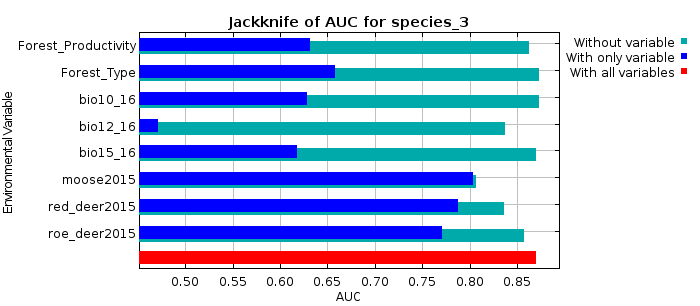 Jackknife of AUC for species_3
Forest_Productivity
Forest_Type
bio10_16
bio12_16
bio15_16
moose2015
red_deer2015
roe_deer2015
Environmental Variable
0.50 0.55 0.60 0.65 0.70 0.75 0.80 0.85
AUC
Without variable
With only variable
With all variables